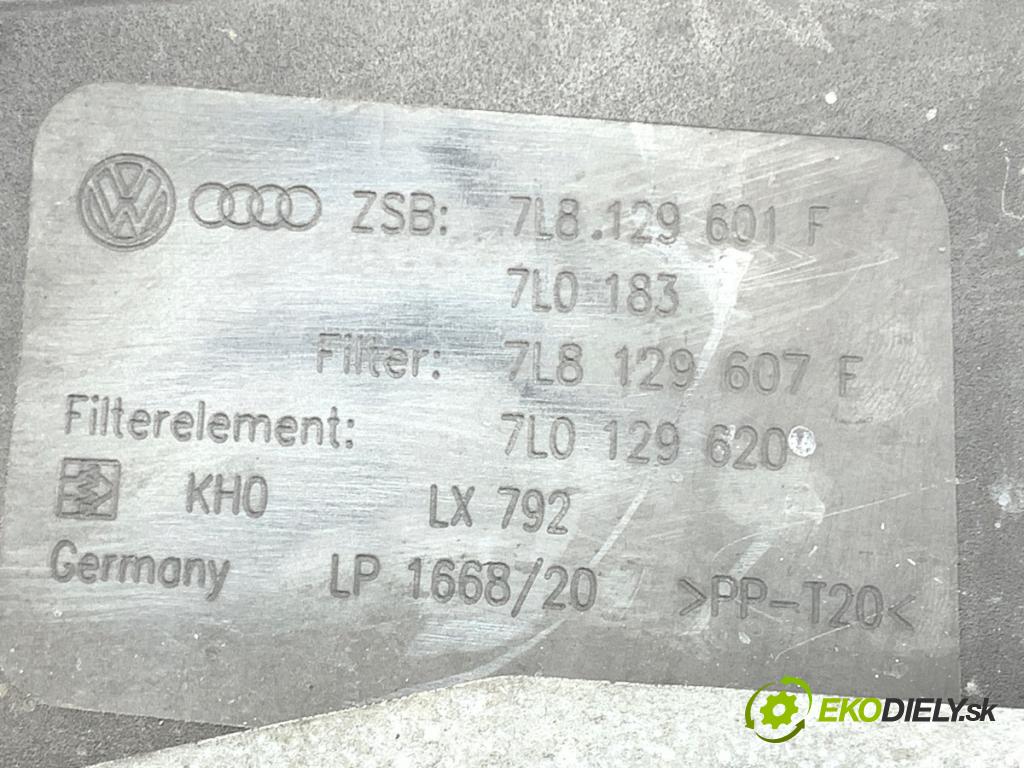 ZSB: 7L8.129 601 F
7L0 183
Filter: 7L8 129 607 F
Filterelement: 7L0 129 620
KH0 LX 792
Germany LP 1668/20 >PP-T20<
EKODIELY.sk